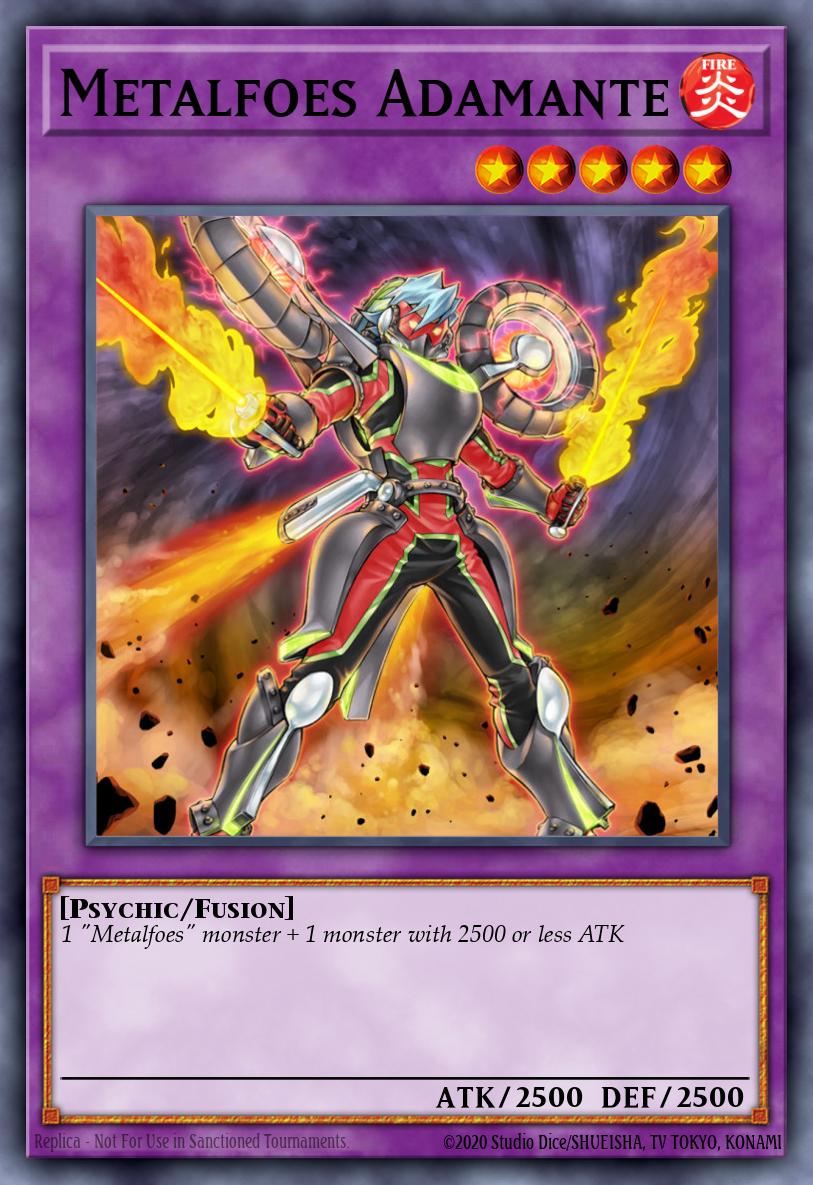 Metalfoes Adamante
FIRE
炎
[Psychic/Fusion]
1 "Metalfoes" monster + 1 monster with 2500 or less ATK
ATK/2500 DEF/2500
Replica - Not For Use in Sanctioned Tournaments.
©2020 Studio Dice/SHUEISHA, TV TOKYO, KONAMI